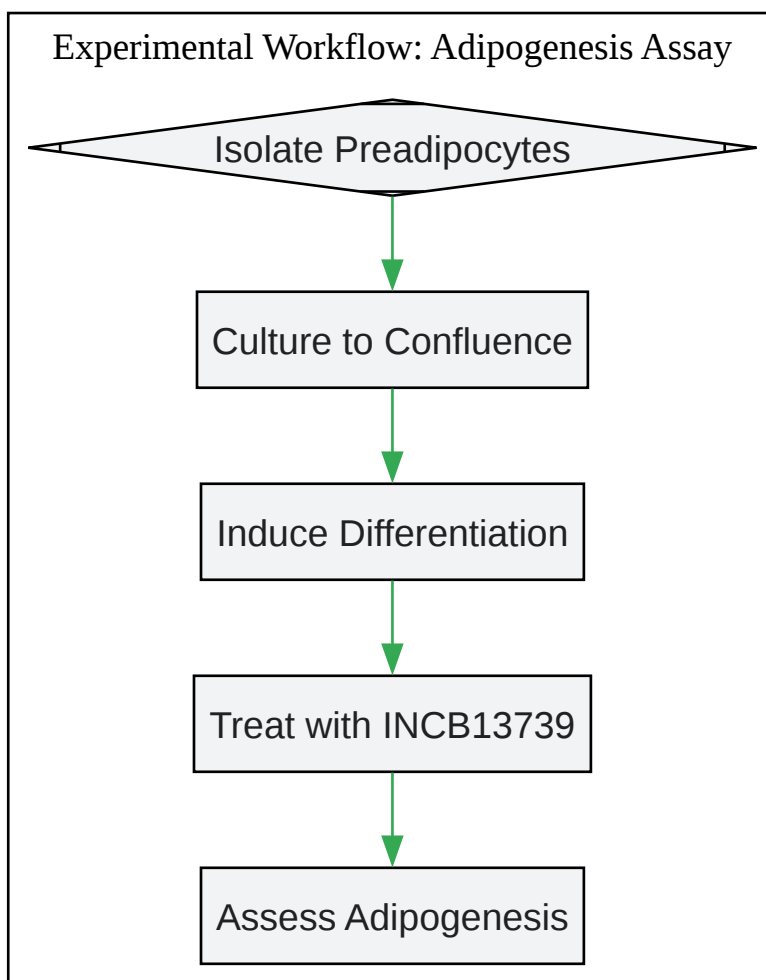 Experimental Workflow: Adipogenesis Assay
Isolate Preadipocytes
Culture to Confluence
Induce Differentiation
Treat with INCB13739
Assess Adipogenesis